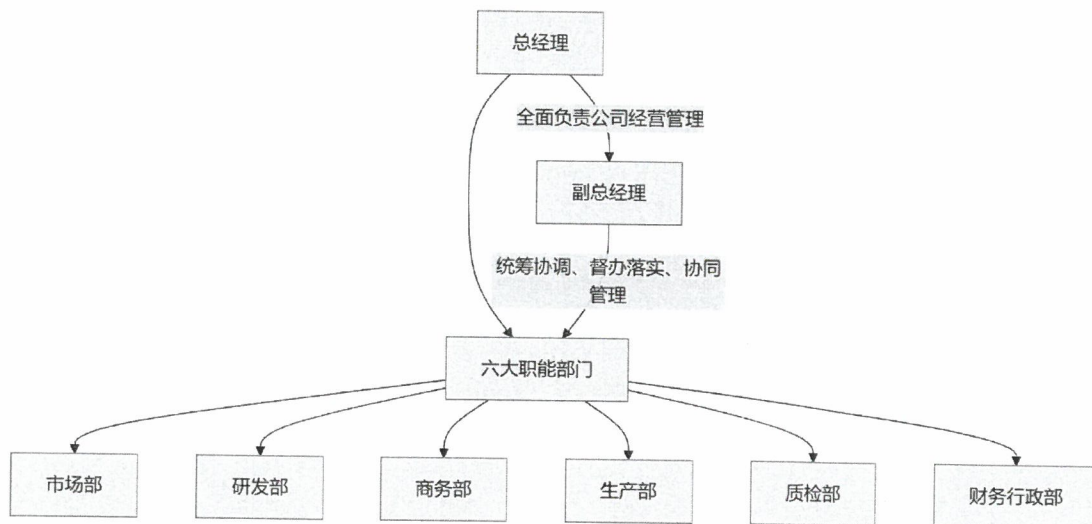 总经理
全面负责公司经营管理
副总经理
统筹协调、督办落实、协同
管理
六大职能部门
市场部
研发部
商务部
生产部
质检部
财务行政部